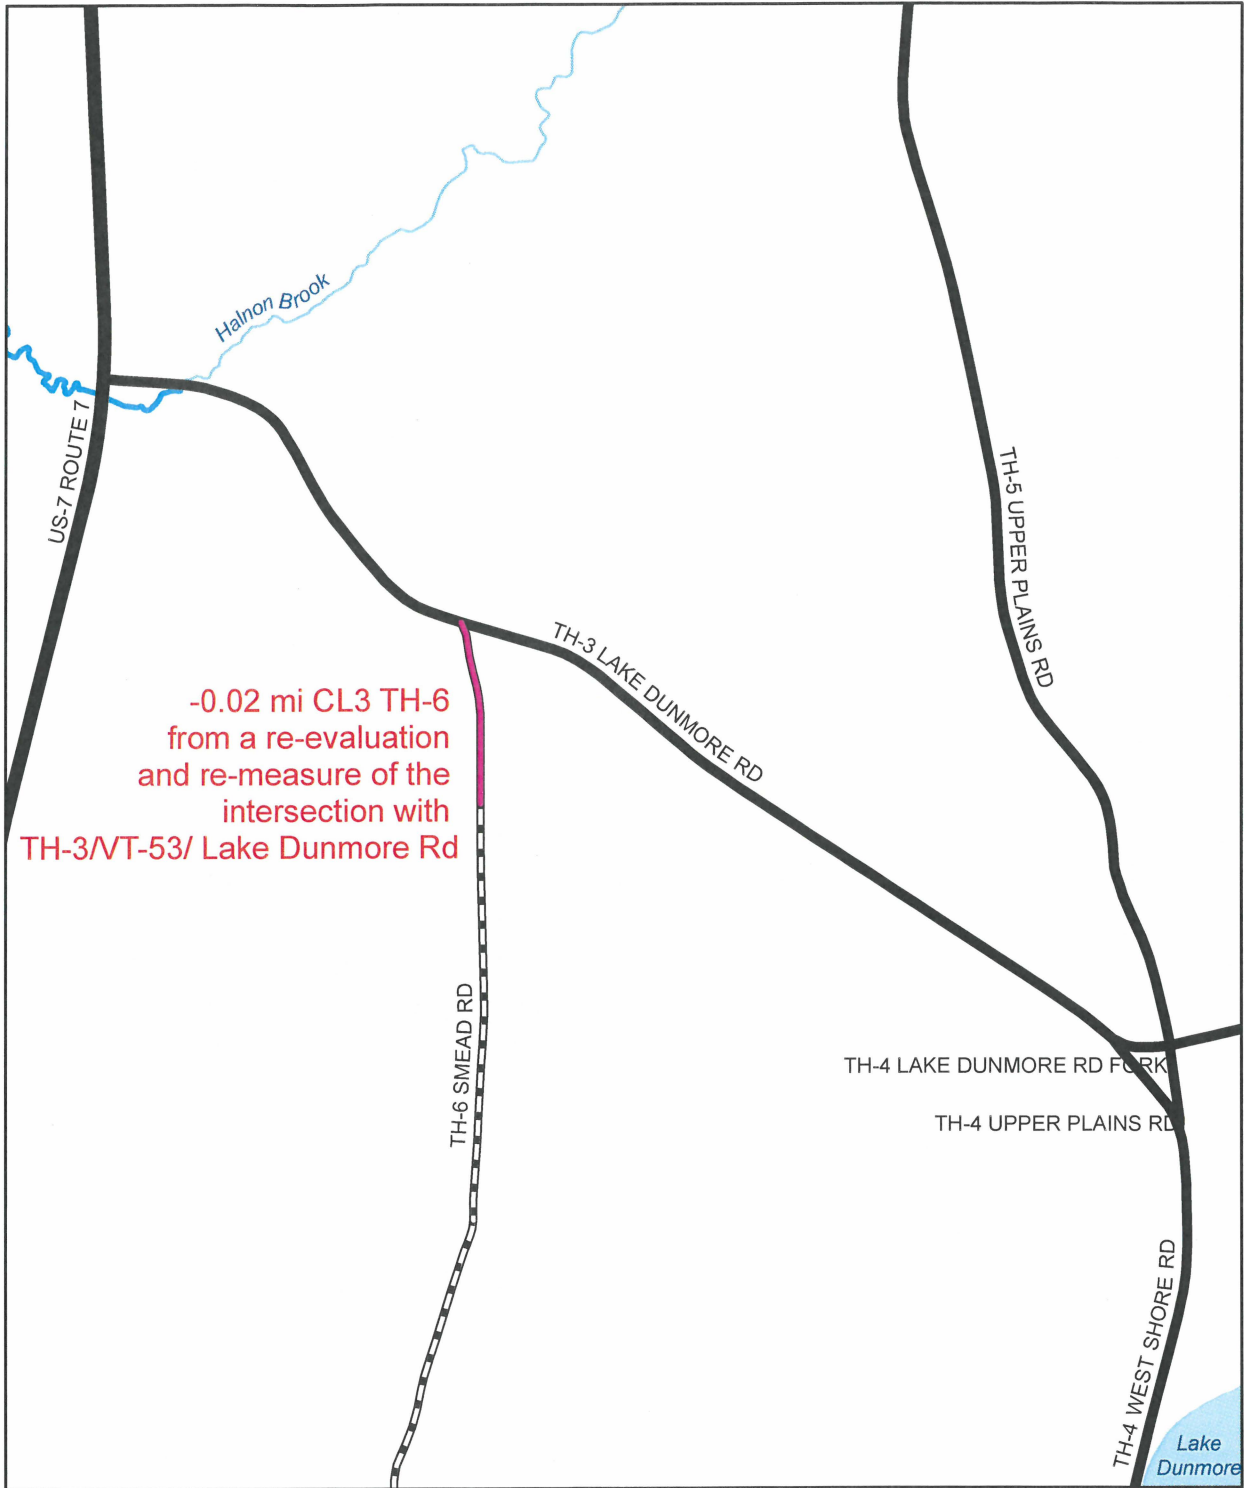 Halnon Brook
US-7 ROUTE 7
TH-5 UPPER PLAINS RD
TH-3 LAKE DUNMORE RD
-0.02 mi CL3 TH-6
from a re-evaluation
and re-measure of the
intersection with
TH-3/VT-53/ Lake Dunmore Rd
TH-6 SMEAD RD
TH-4 LAKE DUNMORE RD FORK
TH-4 UPPER PLAINS RD
TH-4 WEST SHORE RD
Lake
Dunmore